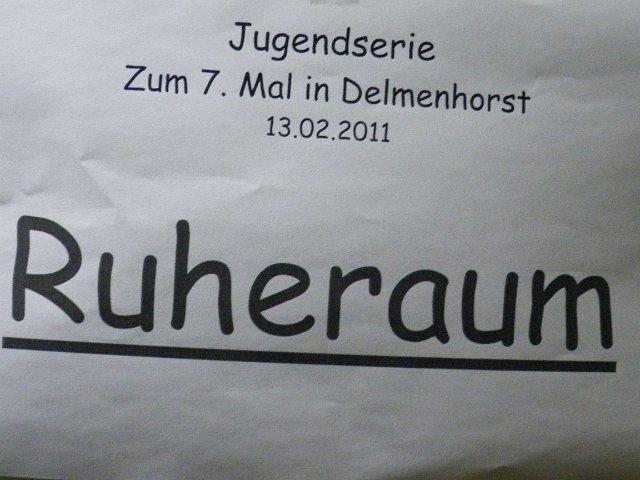 Jugendserie
Zum 7. Mal in Delmenhorst
13.02.2011
Ruheraum